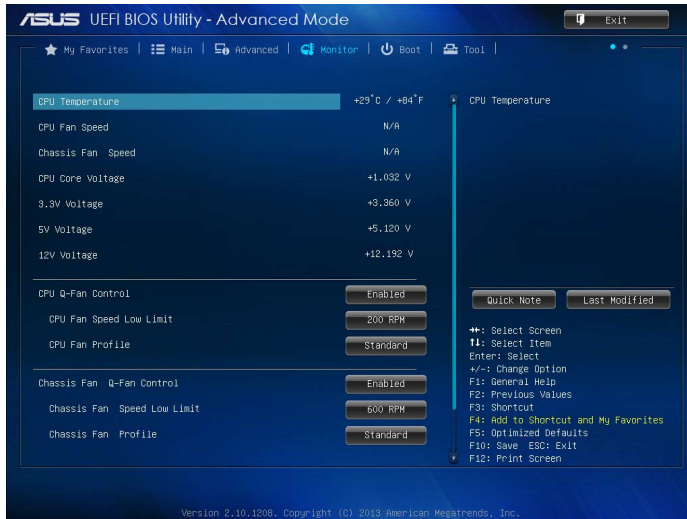 ASUS UEFI BIOS Utility - Advanced Mode
Exit
My Favorites | Main | Advanced | Monitor | Boot | Tool |
CPU Temperature +29°C / +84°F
CPU Temperature
CPU Fan Speed N/A
Chassis Fan Speed N/A
CPU Core Voltage +1.032 V
3.3V Voltage +3.360 V
5V Voltage +5.120 V
12V Voltage +12.192 V
CPU Q-Fan Control Enabled
CPU Fan Speed Low Limit 200 RPM
CPU Fan Profile Standard
Chassis Fan Q-Fan Control Enabled
Chassis Fan Speed Low Limit 600 RPM
Chassis Fan Profile Standard
Quick Note Last Modified
→←: Select Screen
↑↓: Select Item
Enter: Select
+/-: Change Option
F1: General Help
F2: Previous Values
F3: Shortcut
F4: Add to Shortcut and My Favorites
F5: Optimized Defaults
F10: Save ESC: Exit
F12: Print Screen
Version 2.10.1208. Copyright (C) 2013 American Megatrends, Inc.